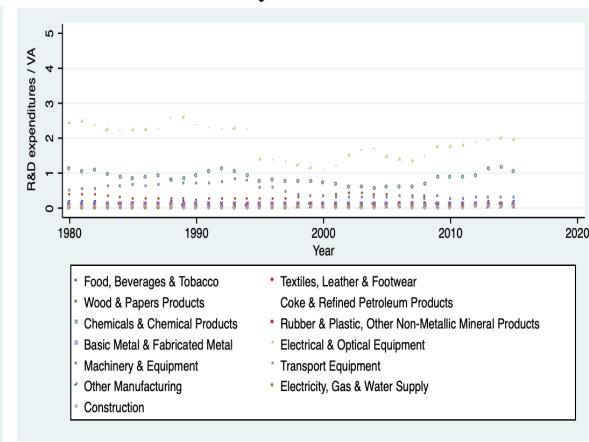 R&D expenditures / VA
5
4
3
2
1
0
1980 1990 2000 2010 2020
Year
Food, Beverages & Tobacco Textiles, Leather & Footwear
Wood & Papers Products Coke & Refined Petroleum Products
Chemicals & Chemical Products Rubber & Plastic, Other Non-Metallic Mineral Products
Basic Metal & Fabricated Metal Electrical & Optical Equipment
Machinery & Equipment Transport Equipment
Other Manufacturing Electricity, Gas & Water Supply
Construction